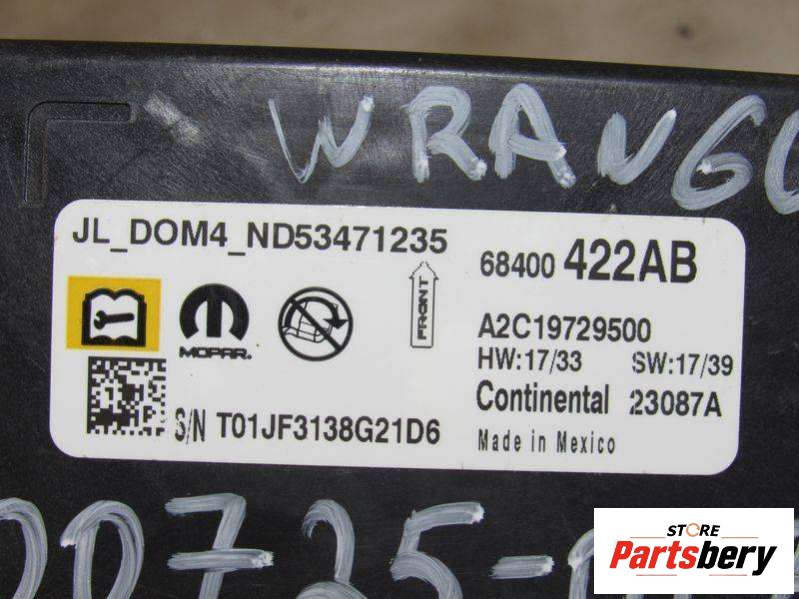 WRANG
JL_DOM4_ND53471235
68400 422AB
FRONT
A2C19729500
MOPAR
HW:17/33 SW:17/39
Continental 23087A
S/N T01JF3138G21D6
Made in Mexico
STORE
Partsbery